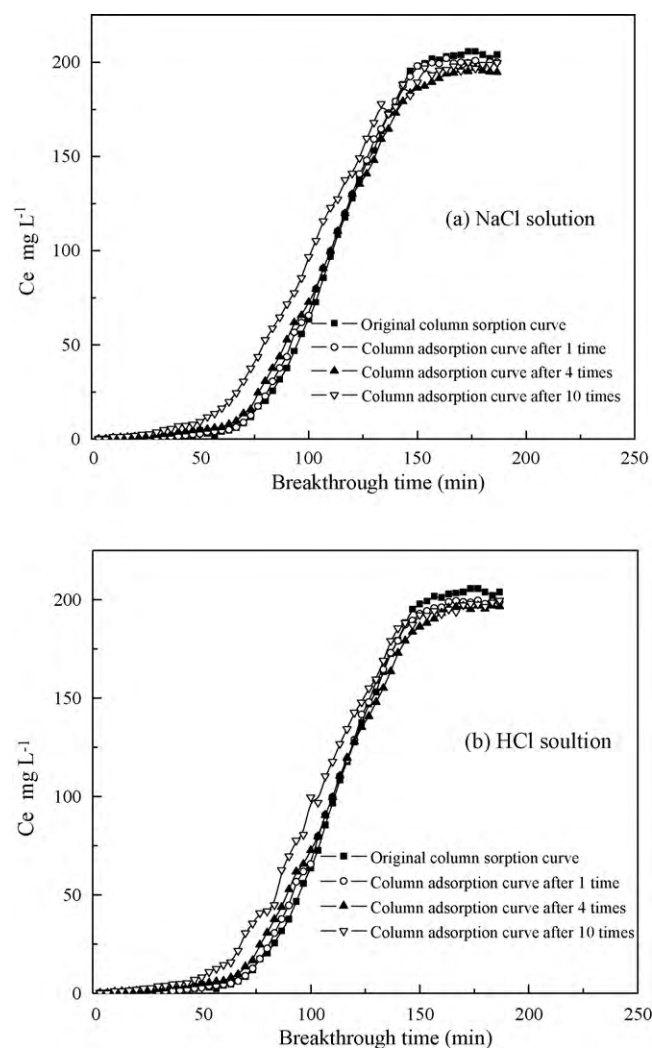 200
150
100
50
0
Ce mg L-1
(a) NaCl solution
Original column sorption curve
Column adsorption curve after 1 time
Column adsorption curve after 4 times
Column adsorption curve after 10 times
0 50 100 150 200 250
Breakthrough time (min)
200
150
100
50
0
Ce mg L-1
(b) HCl soultion
Original column sorption curve
Column adsorption curve after 1 time
Column adsorption curve after 4 times
Column adsorption curve after 10 times
0 50 100 150 200 250
Breakthrough time (min)